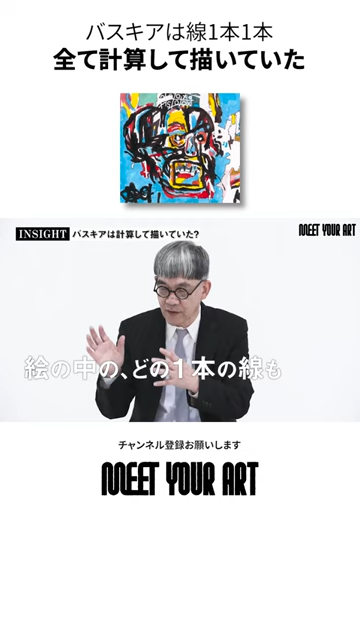 バスキアは線1本1本
全て計算して描いていた
INSIGHT バスキアは計算して描いていた?
MEET YOUR ART
絵の中の、どの1本の線も
チャンネル登録お願いします
MEET YOUR ART